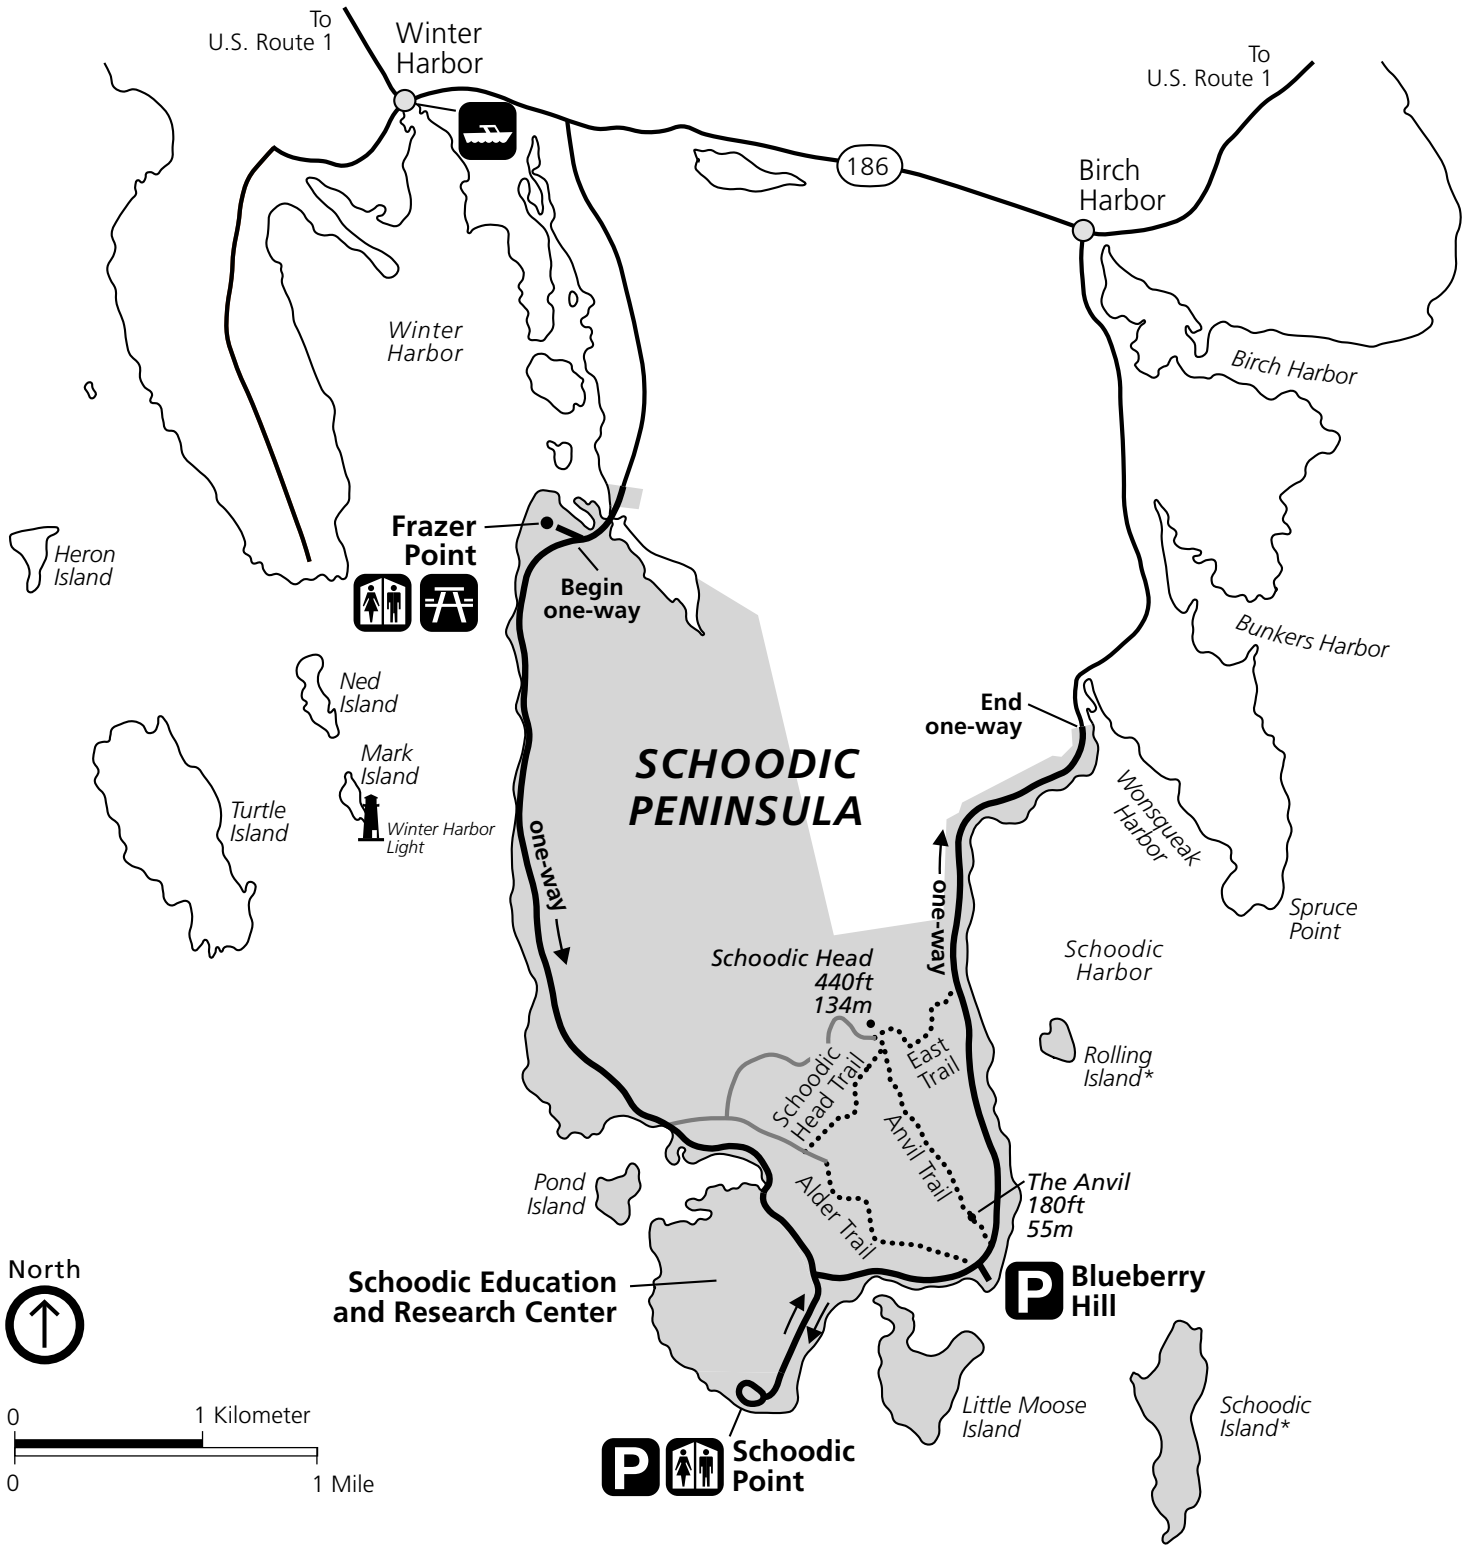 To
U.S. Route 1
Winter
Harbor
To
U.S. Route 1
186
Birch
Harbor
Winter
Harbor
Birch Harbor
Frazer
Point
Heron
Island
Begin
one-way
Bunkers Harbor
Ned
Island
End
one-way
Mark
Island
SCHOODIC
PENINSULA
Turtle
Island
Winter Harbor
Light
Wonsqueak
Harbor
one-way
one-way
Spruce
Point
Schoodic
Harbor
Schoodic Head
440ft
134m
Rolling
Island*
East
Trail
Schoodic
Head Trail
Anvil Trail
Pond
Island
Alder Trail
The Anvil
180ft
55m
North
Schoodic Education
and Research Center
P
Blueberry
Hill
Little Moose
Island
Schoodic
Island*
0
1 Kilometer
0
1 Mile
P
Schoodic
Point